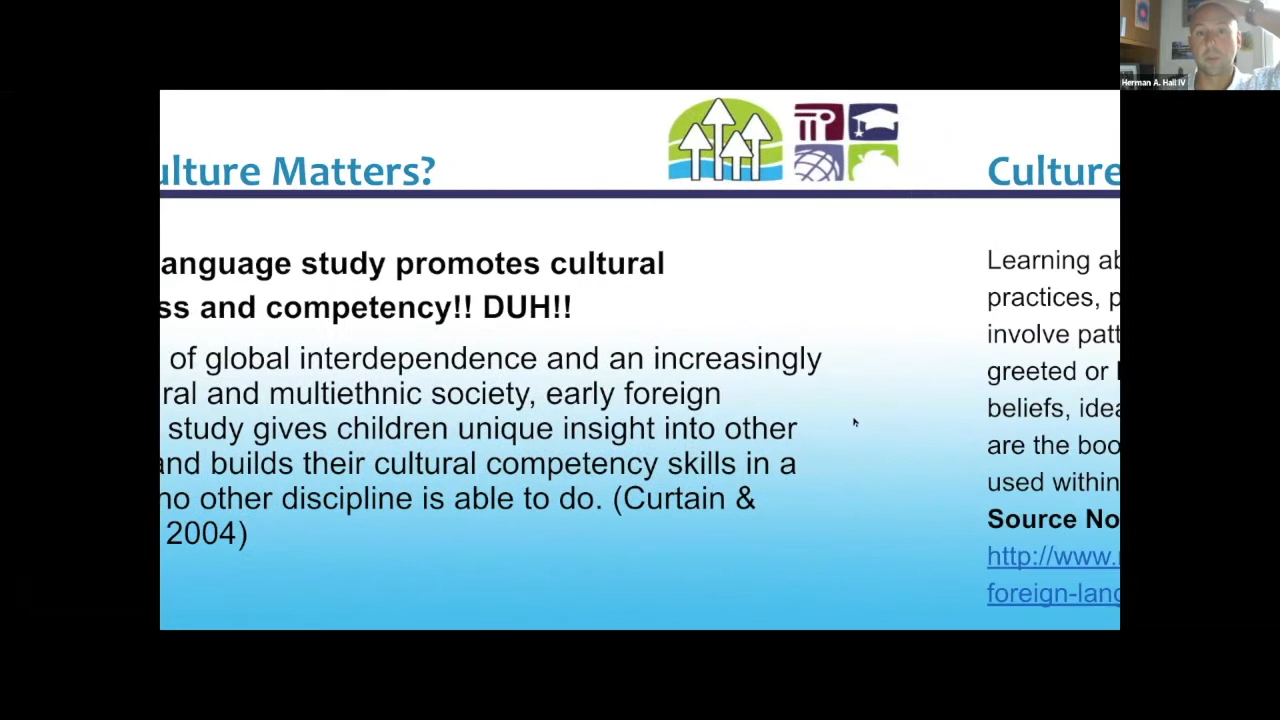 Herman A. Hall IV
ulture Matters?
anguage study promotes cultural
ss and competency!! DUH!!
of global interdependence and an increasingly
ral and multiethnic society, early foreign
study gives children unique insight into other
and builds their cultural competency skills in a
no other discipline is able to do. (Curtain &
2004)
Culture
Learning ab
practices, p
involve patt
greeted or
beliefs, idea
are the boo
used within
Source No
http://www.
foreign-lang